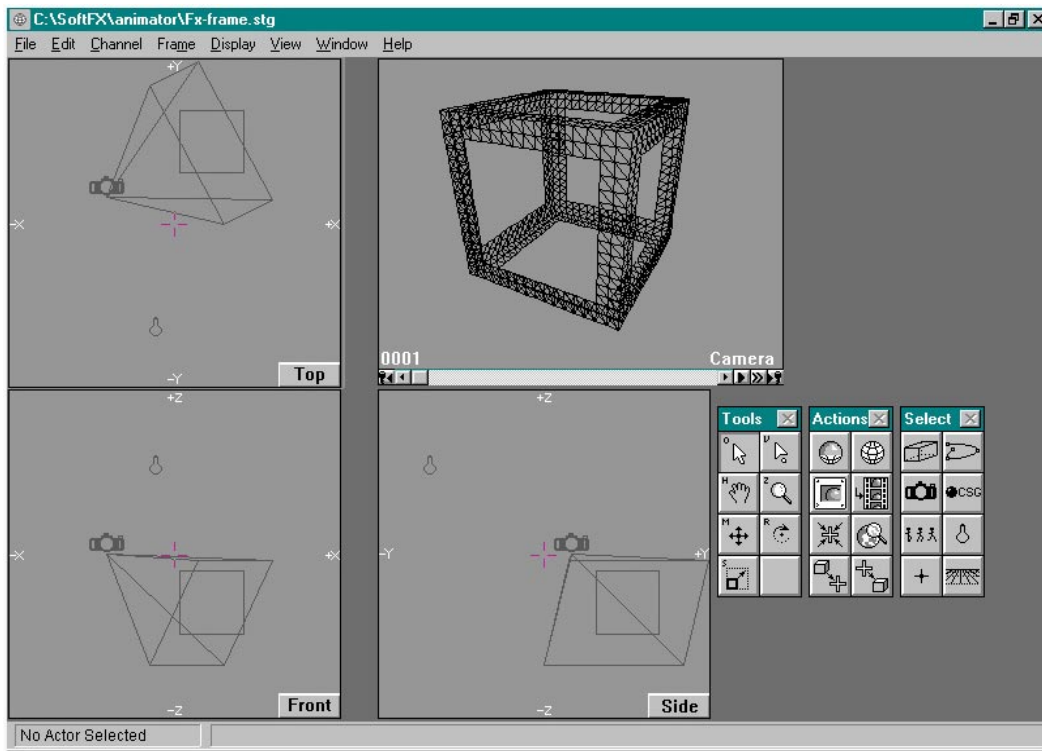 C:\SoftFX\animator\Fx-frame.stg
File Edit Channel Frame Display View Window Help
+Y
-X
+X
-Y
Top
0001
Camera
+Z
-X
+X
-Z
Front
+Z
-Y
+Y
-Z
Side
Tools
O
V
H
Z
M
R
S
Actions
Select
CSG
No Actor Selected